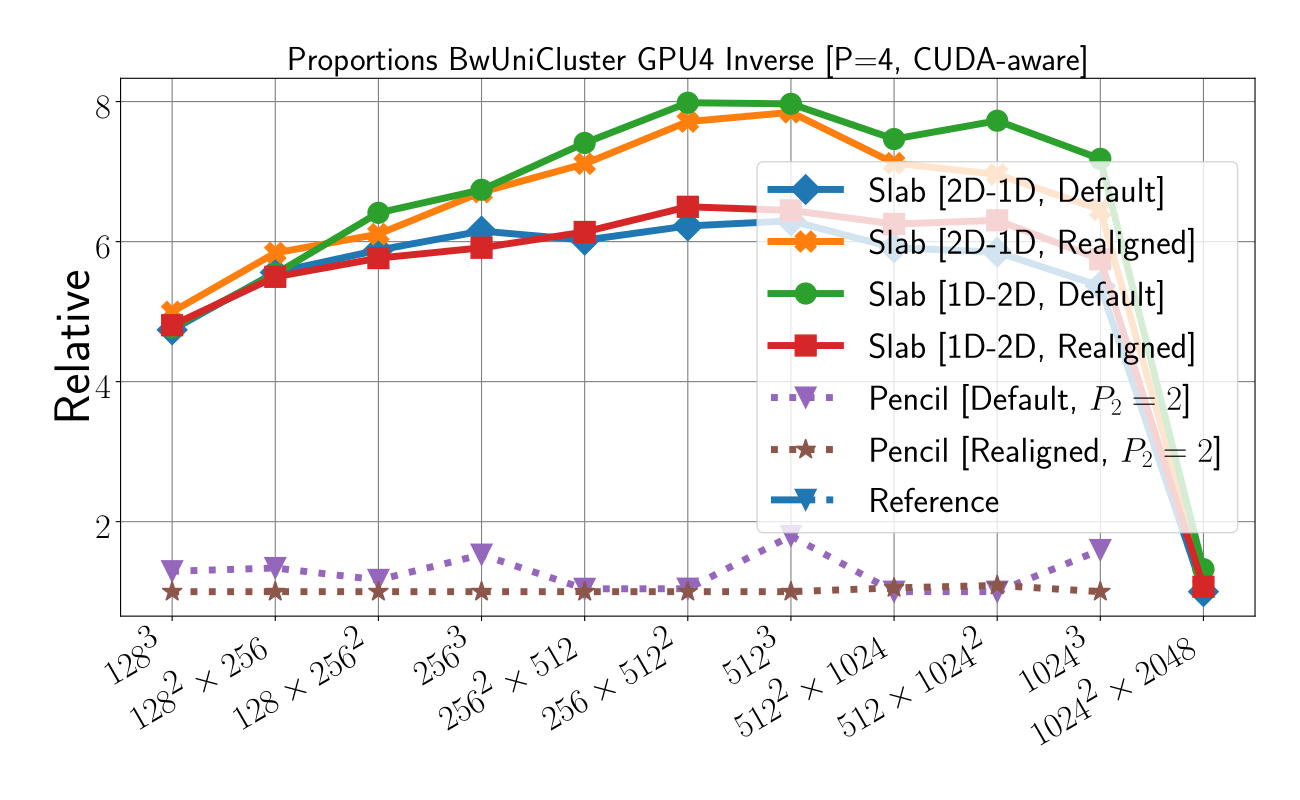 Proportions BwUniCluster GPU4 Inverse [P=4, CUDA-aware]
Relative
8
6
4
2
Slab [2D-1D, Default]
Slab [2D-1D, Realigned]
Slab [1D-2D, Default]
Slab [1D-2D, Realigned]
Pencil [Default, P₂ = 2]
Pencil [Realigned, P₂ = 2]
Reference
128³
128² × 256
128 × 256²
256³
256² × 512
256 × 512²
512³
512² × 1024
512 × 1024²
1024³
1024² × 2048